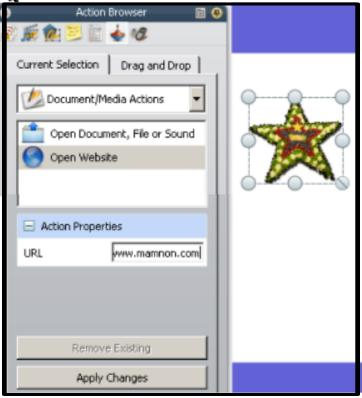 Action Browser
Current Selection
Drag and Drop
Document/Media Actions
Open Document, File or Sound
Open Website
Action Properties
URL
www.mamnon.com
Remove Existing
Apply Changes